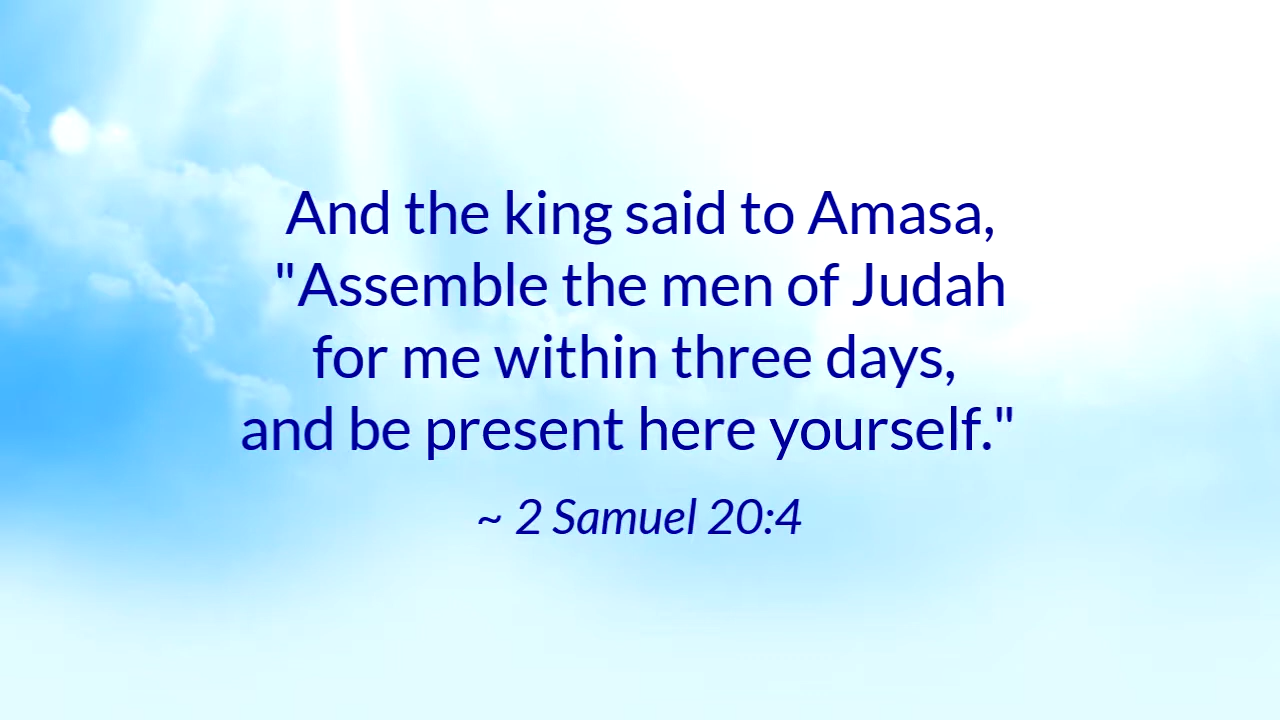 And the king said to Amasa,
"Assemble the men of Judah
for me within three days,
and be present here yourself."
~ 2 Samuel 20:4